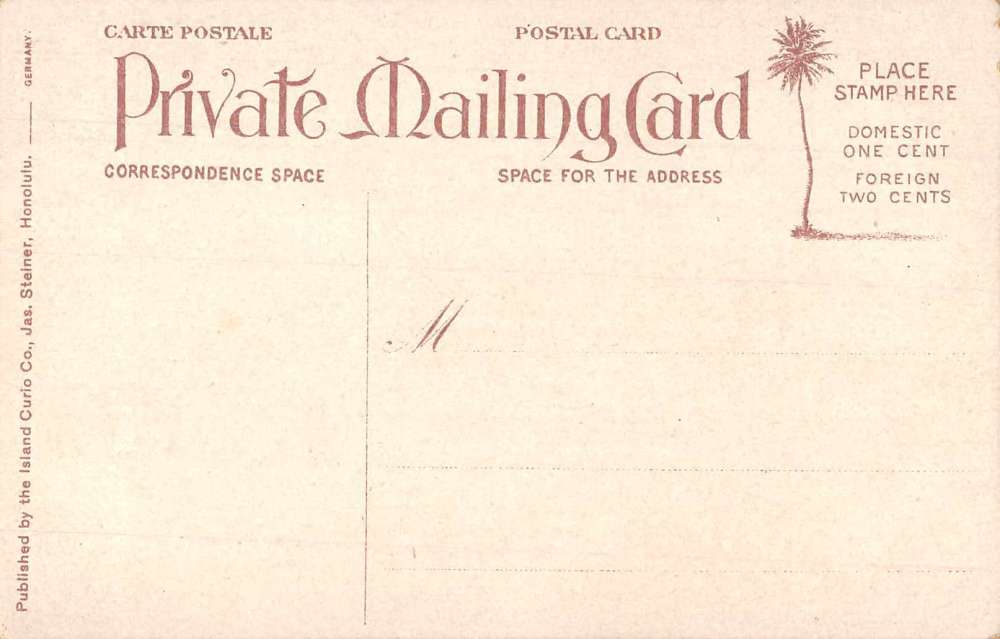 CARTE POSTALE
POSTAL CARD
Private Mailing Card
CORRESPONDENCE SPACE
SPACE FOR THE ADDRESS
PLACE
STAMP HERE
DOMESTIC
ONE CENT
FOREIGN
TWO CENTS
M
Published by the Island Curio Co., Jas. Steiner, Honolulu. —— GERMANY.